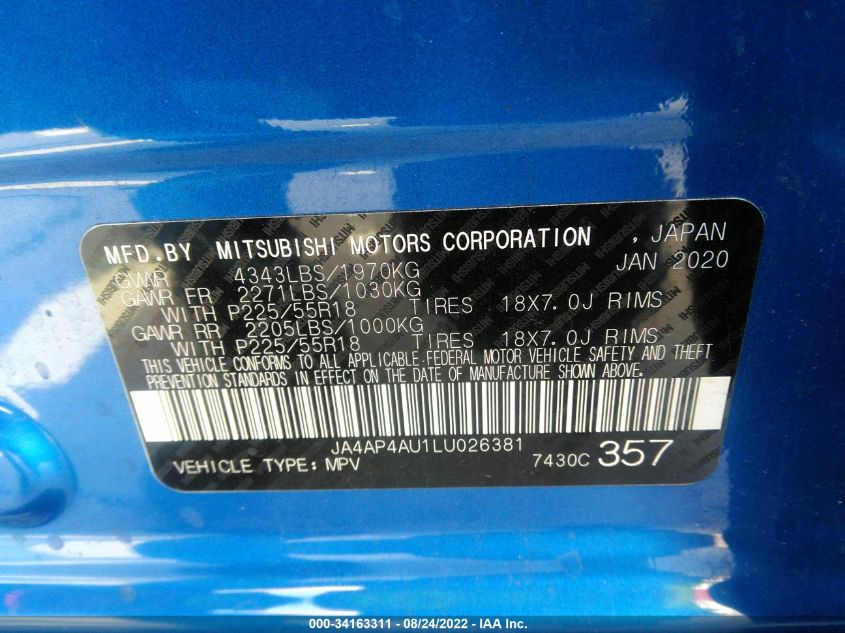 MFD.BY MITSUBISHI MOTORS CORPORATION , JAPAN
GVWR 4343LBS/1970KG JAN 2020
GAWR FR 2271LBS/1030KG
WITH P225/55R18 TIRES 18X7.0J RIMS
GAWR RR 2205LBS/1000KG
WITH P225/55R18 TIRES 18X7.0J RIMS
THIS VEHICLE CONFORMS TO ALL APPLICABLE FEDERAL MOTOR VEHICLE SAFETY AND THEFT
PREVENTION STANDARDS IN EFFECT ON THE DATE OF MANUFACTURE SHOWN ABOVE.
JA4AP4AU1LU026381
VEHICLE TYPE: MPV 7430C 357
000-34163311 - 08/24/2022 - IAA Inc.